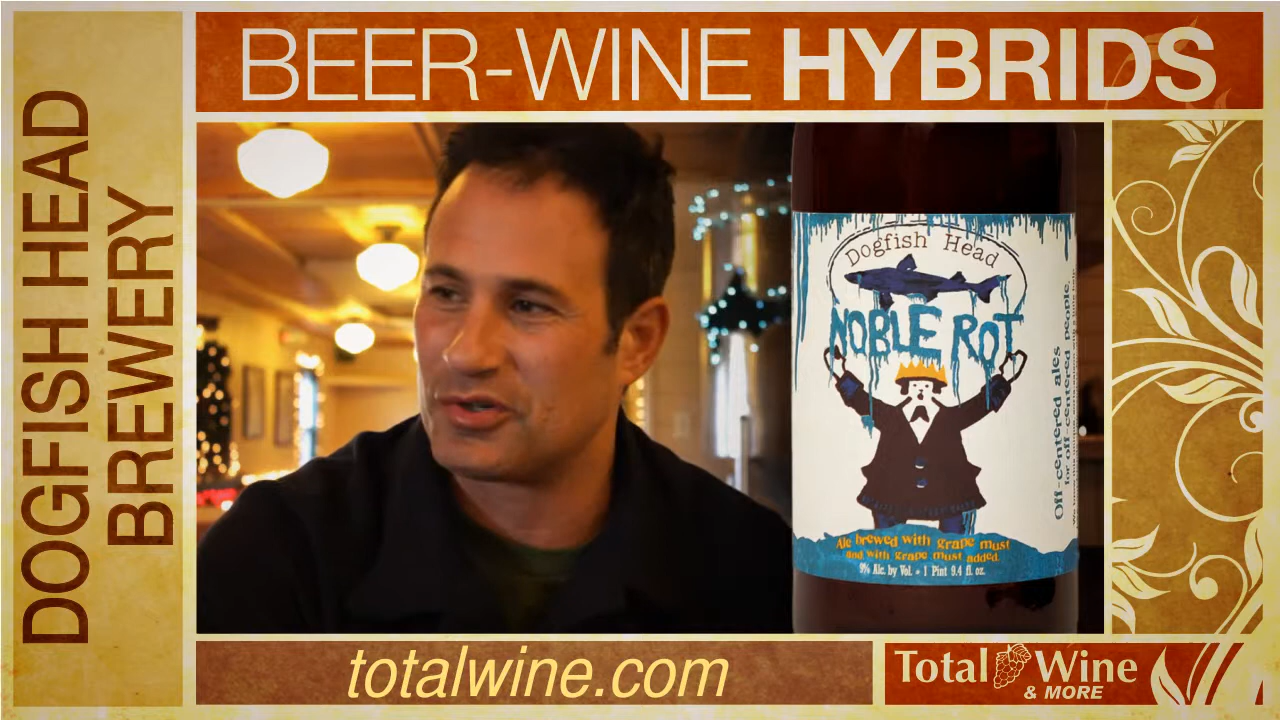 BEER-WINE HYBRIDS
DOGFISH HEAD
BREWERY
Dogfish Head
NOBLE ROT
Off-centered ales
for off-centered people.
Ale brewed with grape must
and with grape must added.
9% Alc. by Vol. • 1 Pint 9.4 fl. oz.
totalwine.com
Total Wine
& MORE